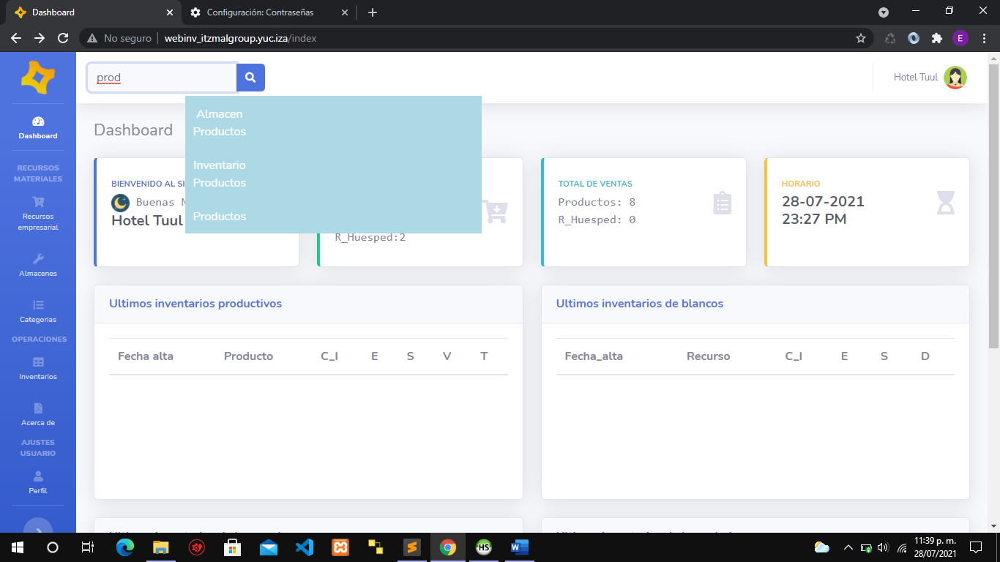 Dashboard
Configuración: Contraseñas
No seguro
webinv_itzmalgroup.yuc.iza/index
E
prod
Hotel Tuul
Almacen
Productos
Inventario
Productos
Productos
Dashboard
RECURSOS
MATERIALES
Recursos
empresarial
Almacenes
Categorias
OPERACIONES
Inventarios
Acerca de
AJUSTES
USUARIO
Perfil
Dashboard
BIENVENIDO AL SI
Buenas
Hotel Tuul
R_Huesped:2
TOTAL DE VENTAS
Productos: 8
R_Huesped: 0
HORARIO
28-07-2021
23:27 PM
Ultimos inventarios productivos
Fecha alta Producto C_I E S V T
Ultimos inventarios de blancos
Fecha_alta Recurso C_I E S D
HS
11:39 p. m.
28/07/2021